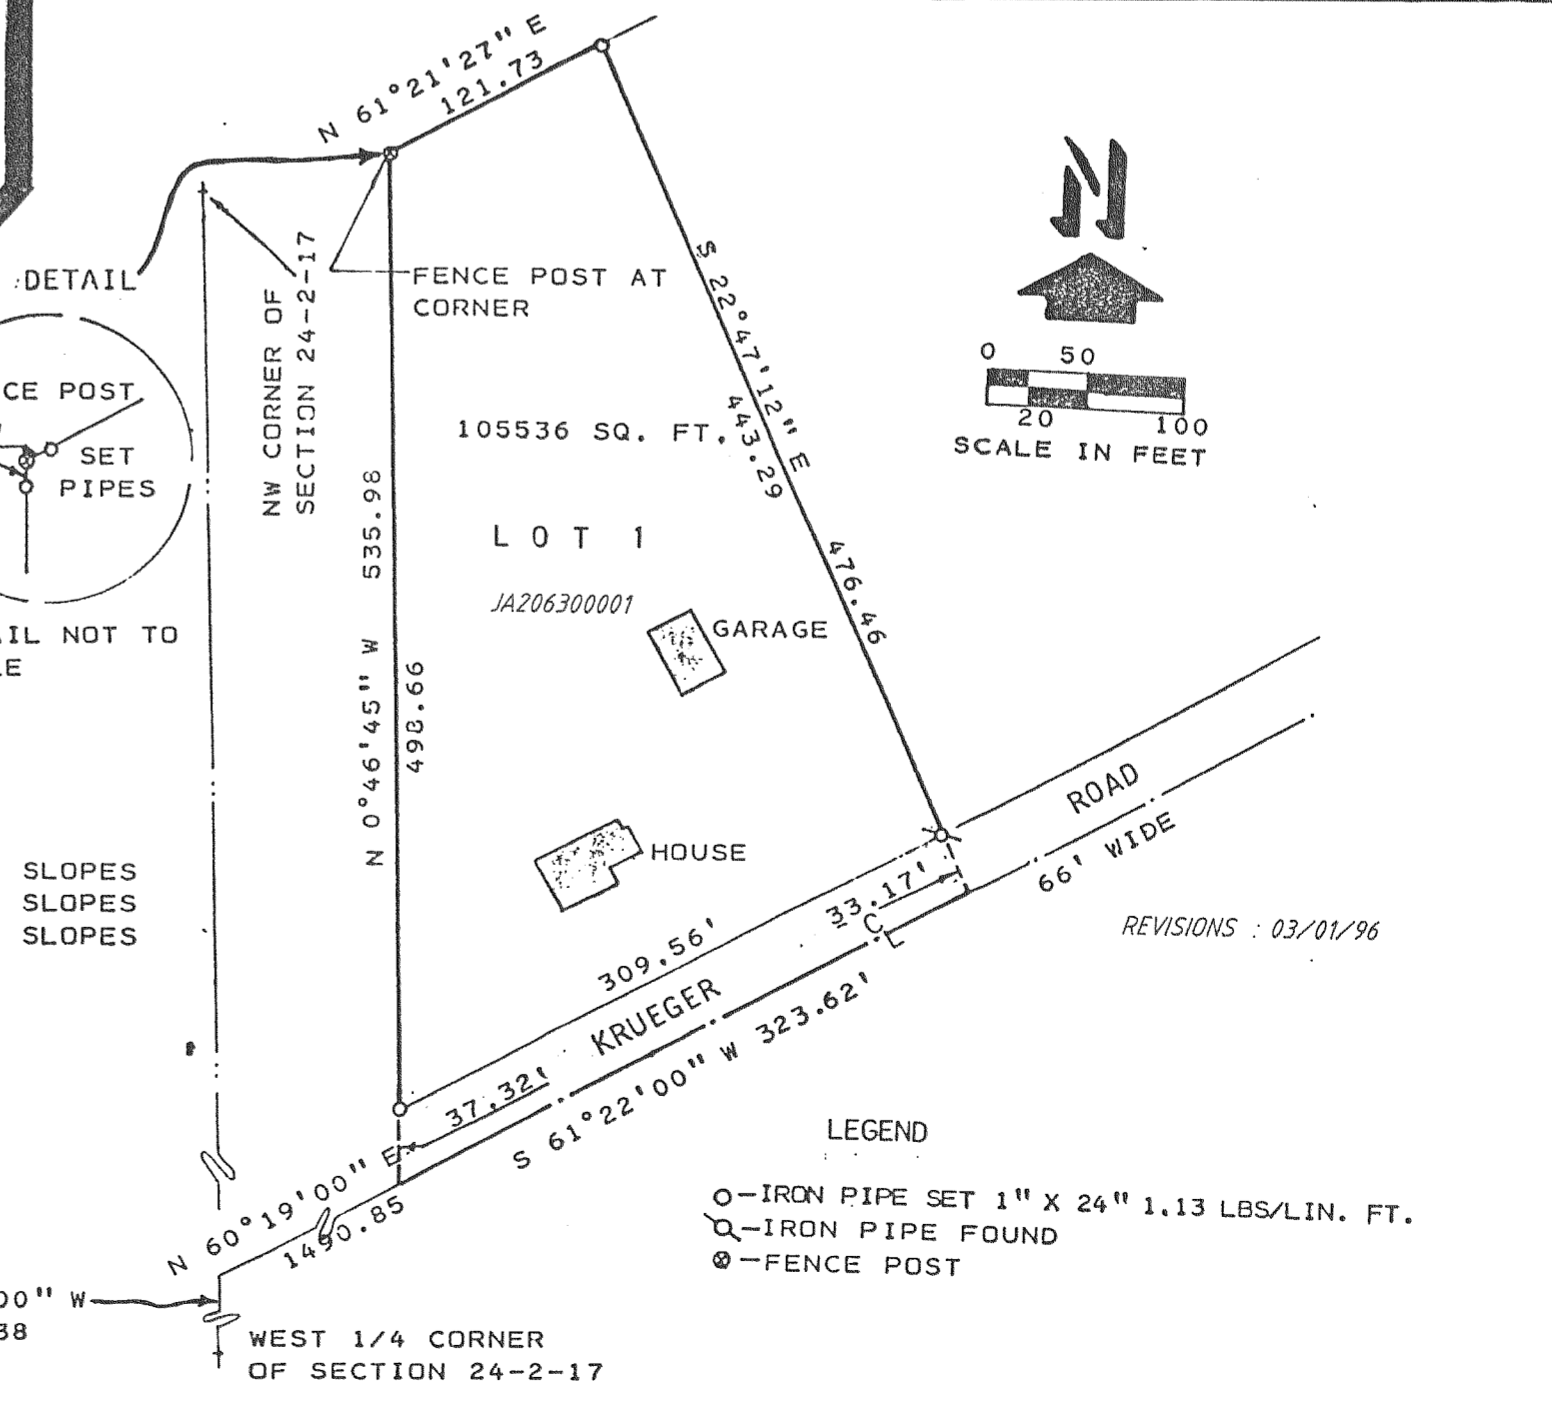 N 61°21'27" E
121.73
N
DETAIL
FENCE POST AT
CORNER
NW CORNER OF
SECTION 24-2-17
S 22°47'12" E
443.29
476.46
0 50
20 100
SCALE IN FEET
CE POST
SET
PIPES
105536 SQ. FT.
535.98
N 0°46'45" W
498.66
LOT 1
JA206300001
GARAGE
AIL NOT TO
LE
HOUSE
SLOPES
SLOPES
SLOPES
ROAD
66' WIDE
33.17'
CL
REVISIONS : 03/01/96
309.56'
KRUEGER
37.32'
S 61°22'00" W 323.62'
N 60°19'00" E
1490.85
LEGEND
IRON PIPE SET 1" X 24" 1.13 LBS/LIN. FT.
IRON PIPE FOUND
FENCE POST
00" W
38
WEST 1/4 CORNER
OF SECTION 24-2-17